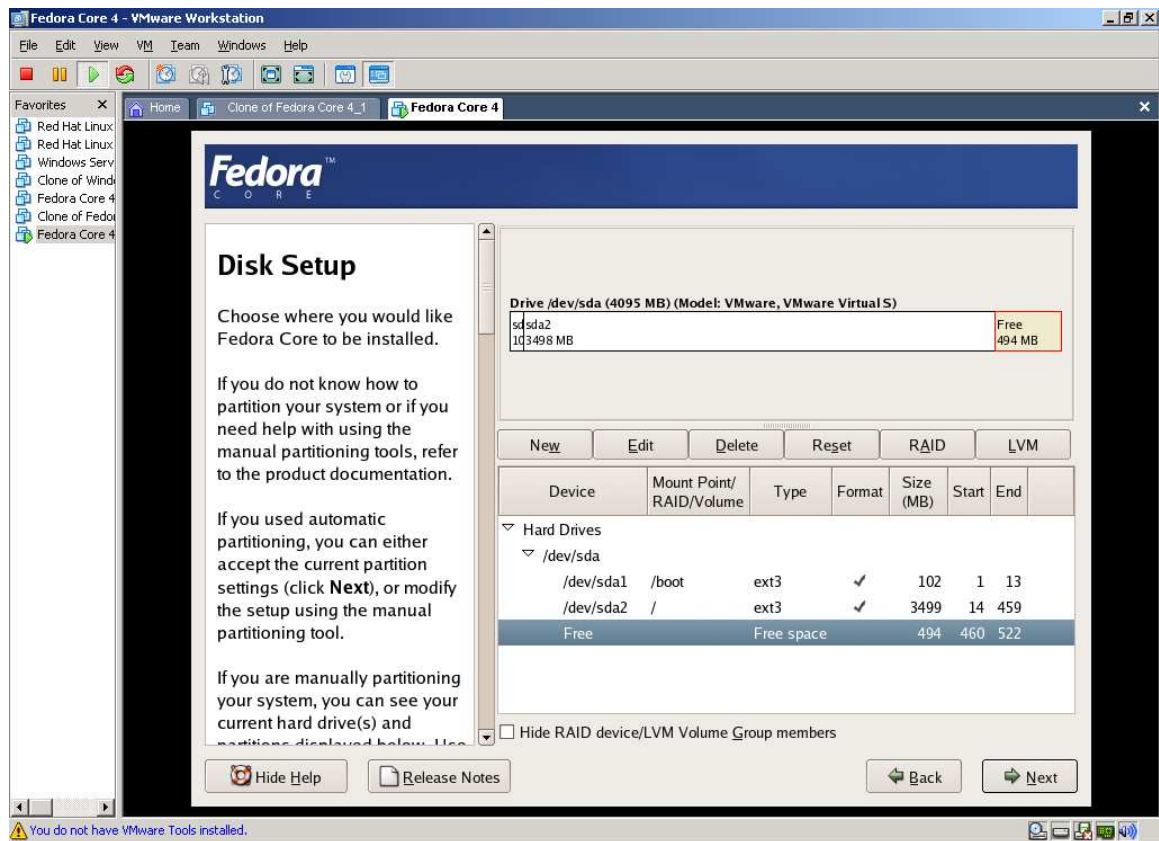 Fedora Core 4 - VMware Workstation
File Edit View VM Team Windows Help
Favorites
Home
Clone of Fedora Core 4_1
Fedora Core 4
Red Hat Linux
Red Hat Linux
Windows Serv
Clone of Wind
Fedora Core 4
Clone of Fedo
Fedora Core 4
Fedora™
CORE
Disk Setup
Choose where you would like
Fedora Core to be installed.
If you do not know how to
partition your system or if you
need help with using the
manual partitioning tools, refer
to the product documentation.
If you used automatic
partitioning, you can either
accept the current partition
settings (click Next), or modify
the setup using the manual
partitioning tool.
If you are manually partitioning
your system, you can see your
current hard drive(s) and
partitions displayed below. Use
Drive /dev/sda (4095 MB) (Model: VMware, VMware Virtual S)
sd sda2 Free
10 3498 MB 494 MB
New Edit Delete Reset RAID LVM
Device Mount Point/ RAID/Volume Type Format Size (MB) Start End
Hard Drives
/dev/sda
/dev/sda1 /boot ext3 102 1 13
/dev/sda2 / ext3 3499 14 459
Free Free space 494 460 522
Hide RAID device/LVM Volume Group members
Hide Help Release Notes Back Next
You do not have VMware Tools installed.